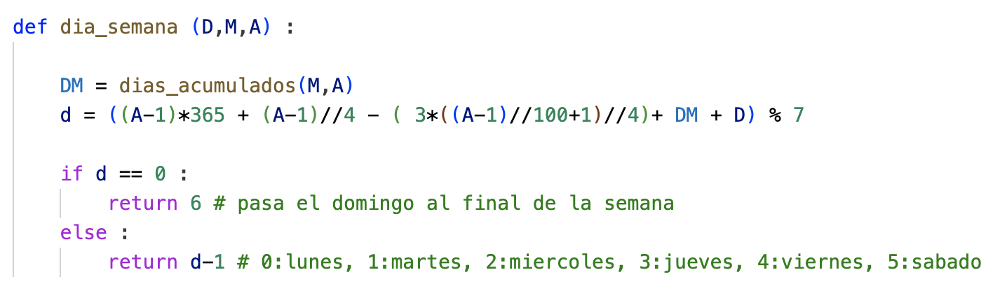 def dia_semana (D,M,A) :
DM = dias_acumulados(M,A)
d = ((A-1)*365 + (A-1)//4 - ( 3*((A-1)//100+1)//4)+ DM + D) % 7
if d == 0 :
return 6 # pasa el domingo al final de la semana
else :
return d-1 # 0:lunes, 1:martes, 2:miercoles, 3:jueves, 4:viernes, 5:sabado